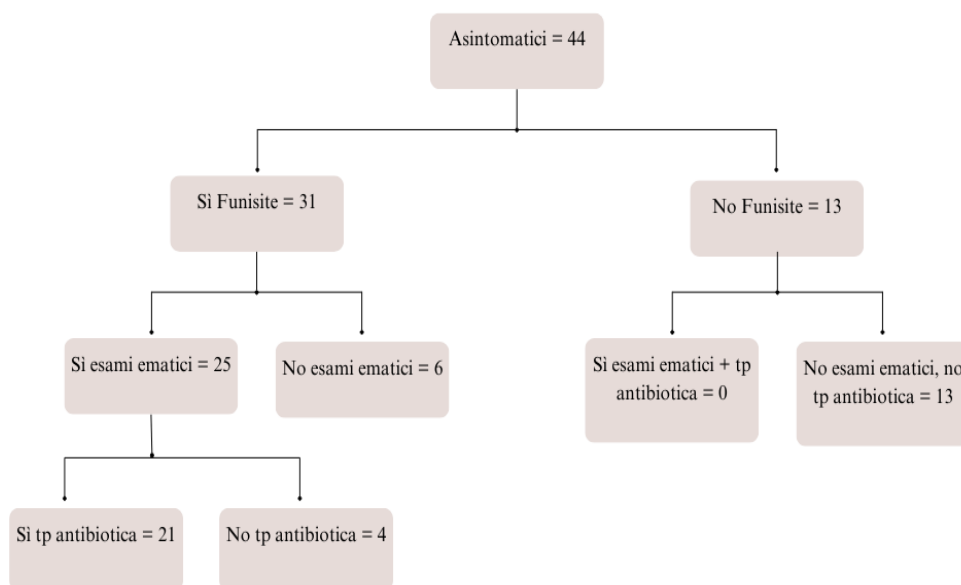 Asintomatici = 44
Sì Funisite = 31
No Funisite = 13
Sì esami ematici = 25
No esami ematici = 6
Sì esami ematici + tp
antibiotica = 0
No esami ematici, no
tp antibiotica = 13
Sì tp antibiotica = 21
No tp antibiotica = 4